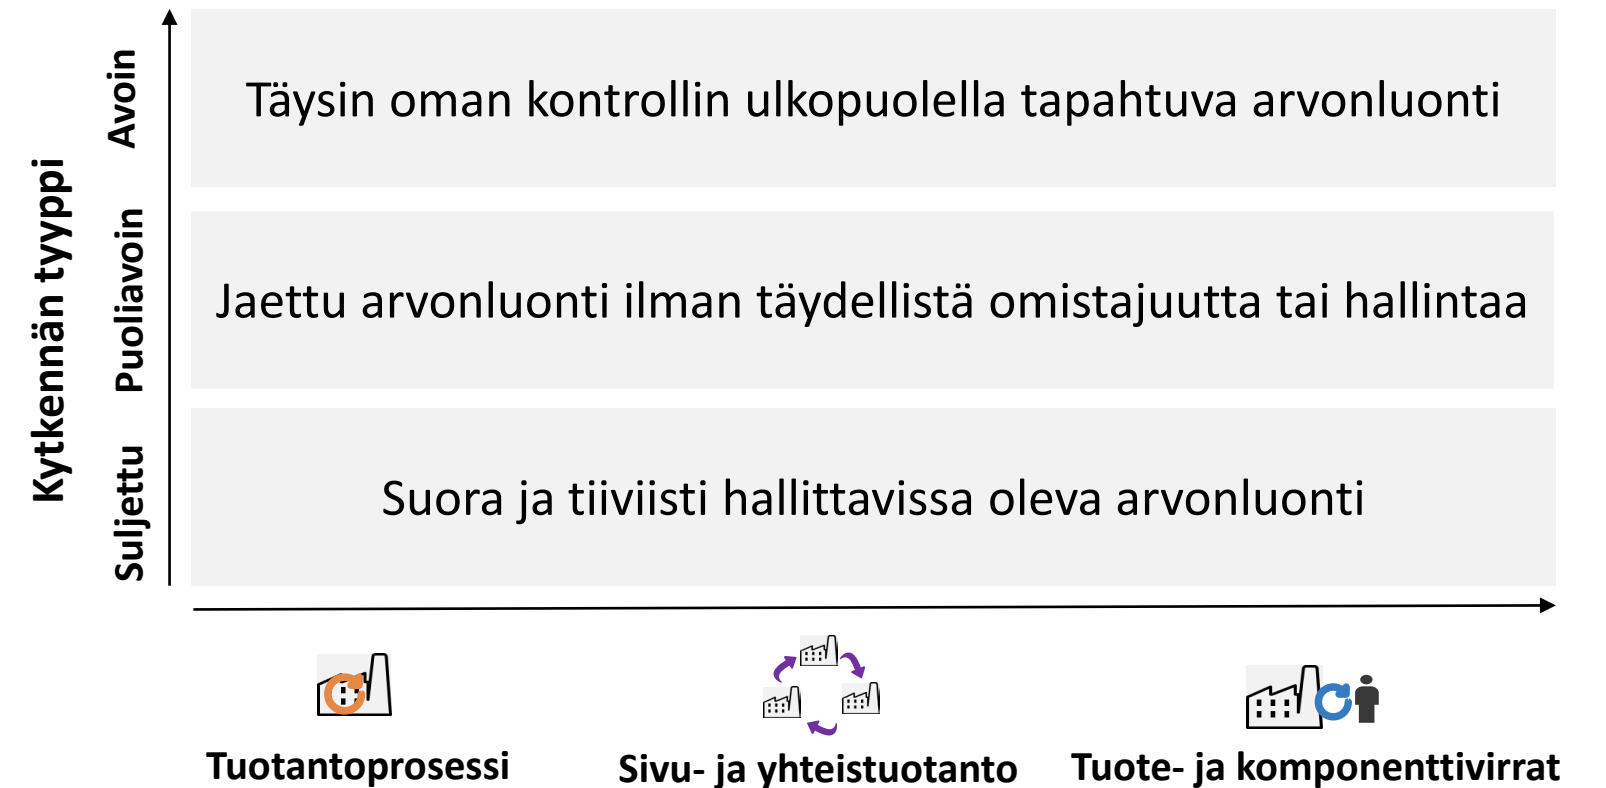 Kytkennän tyyppi
Avoin
Täysin oman kontrollin ulkopuolella tapahtuva arvonluonti
Puoliavoin
Jaettu arvonluonti ilman täydellistä omistajuutta tai hallintaa
Suljettu
Suora ja tiiviisti hallittavissa oleva arvonluonti
Tuotantoprosessi
Sivu- ja yhteistuotanto
Tuote- ja komponenttivirrat